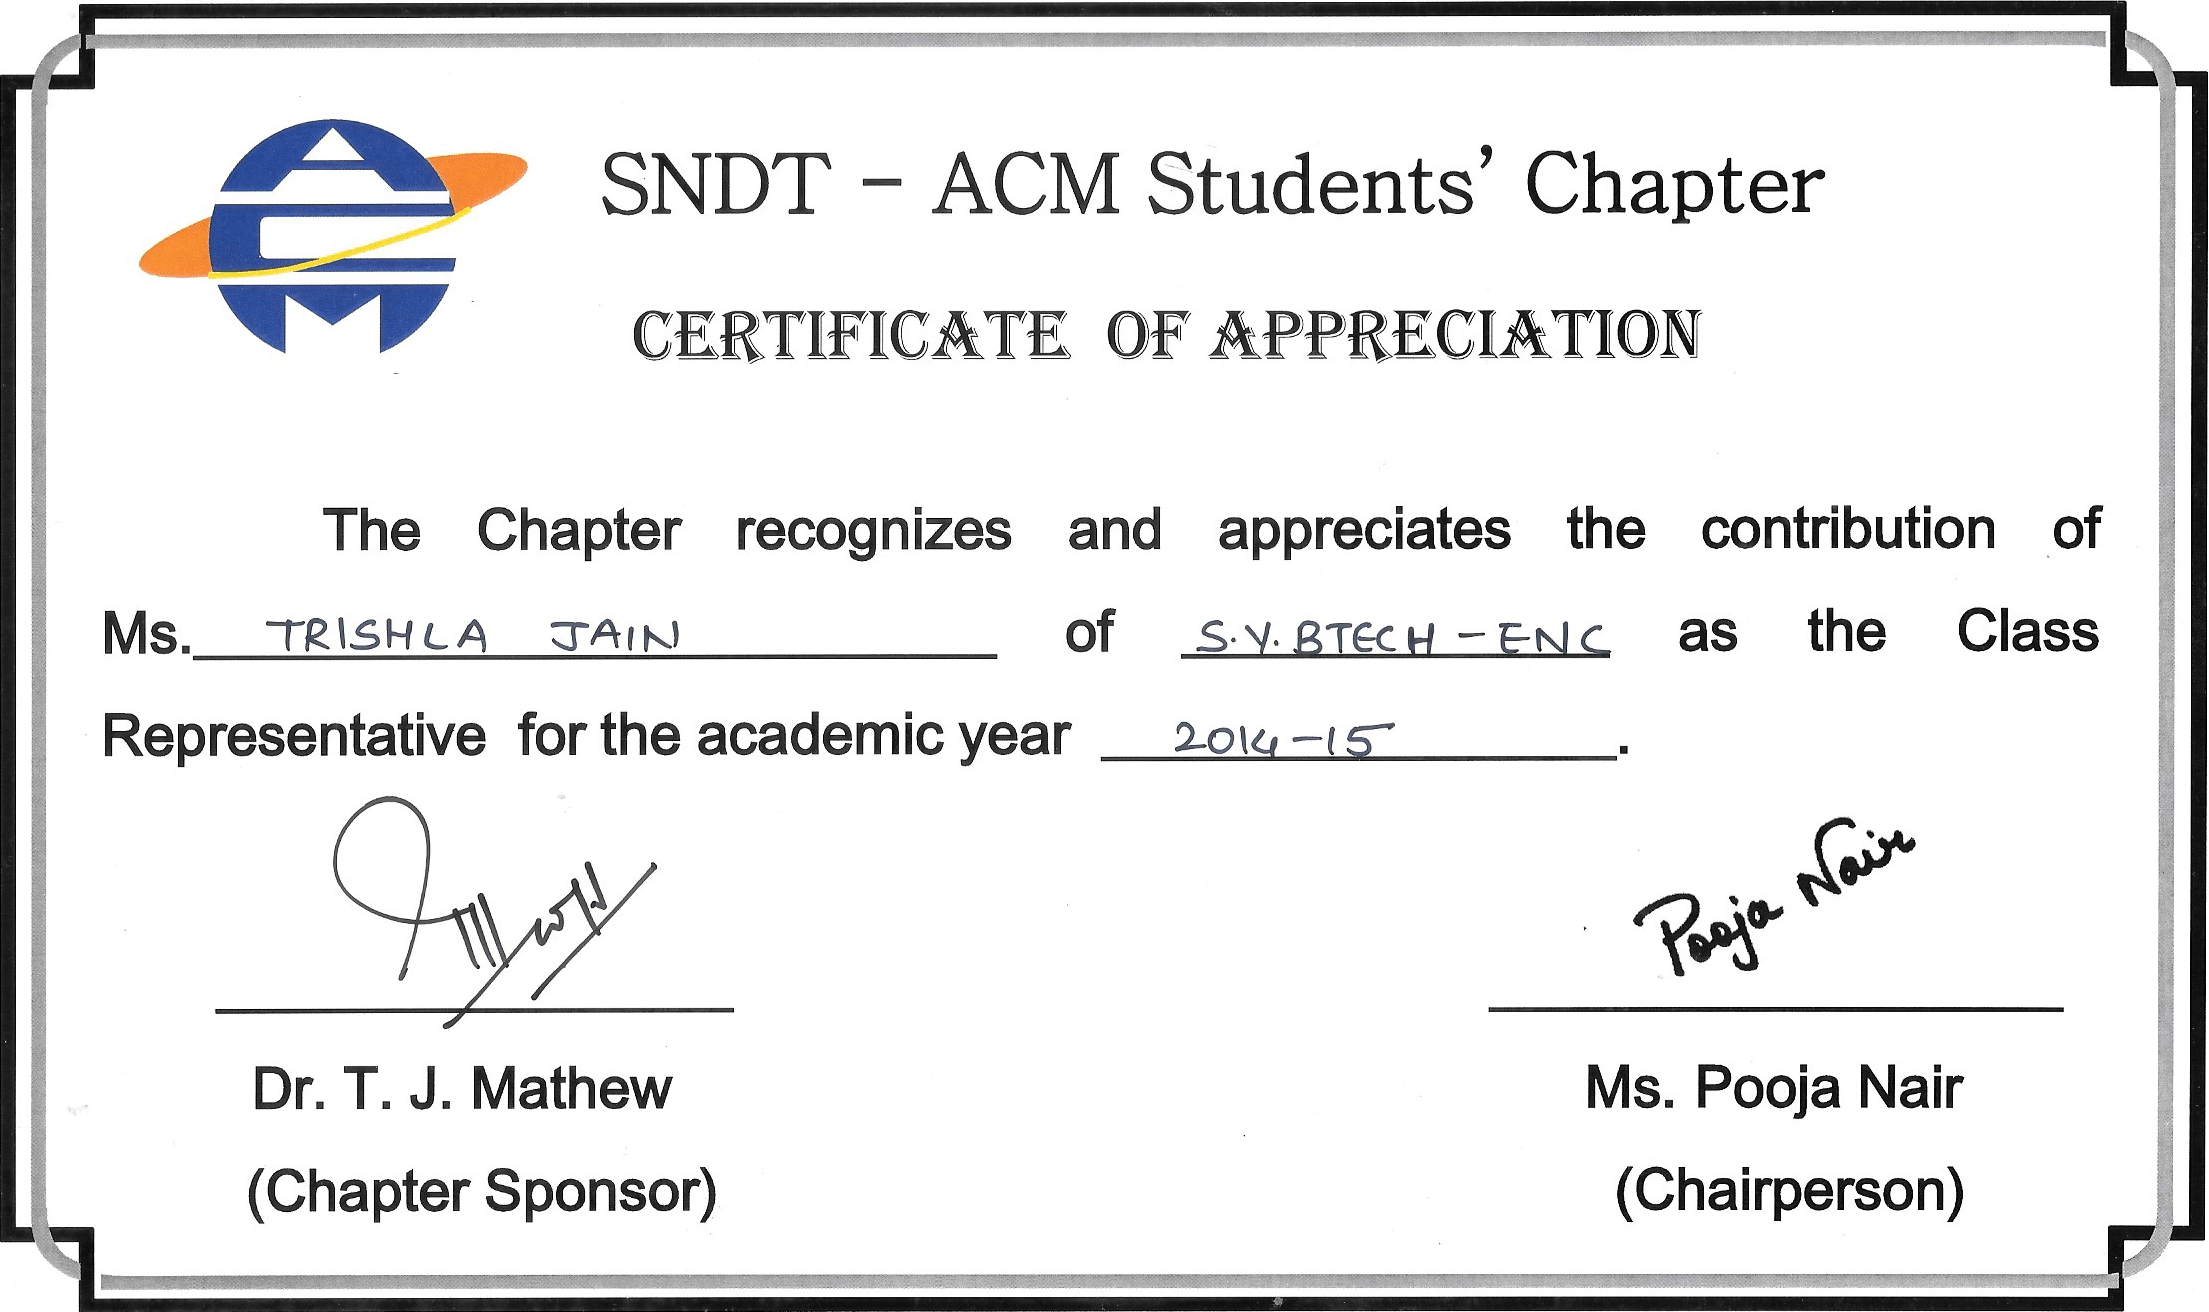 ACM
SNDT – ACM Students' Chapter
CERTIFICATE OF APPRECIATION
The Chapter recognizes and appreciates the contribution of
Ms. TRISHLA JAIN of S.Y. BTECH – ENC as the Class
Representative for the academic year 2014-15.
Pooja Nair
Dr. T. J. Mathew Ms. Pooja Nair
(Chapter Sponsor) (Chairperson)